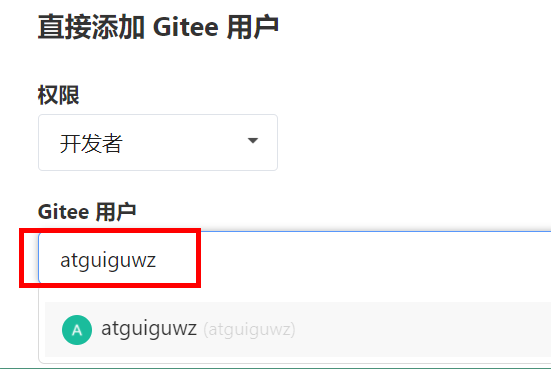 直接添加 Gitee 用户
权限
开发者
Gitee 用户
atguiguwz
A atguiguwz (atguiguwz)